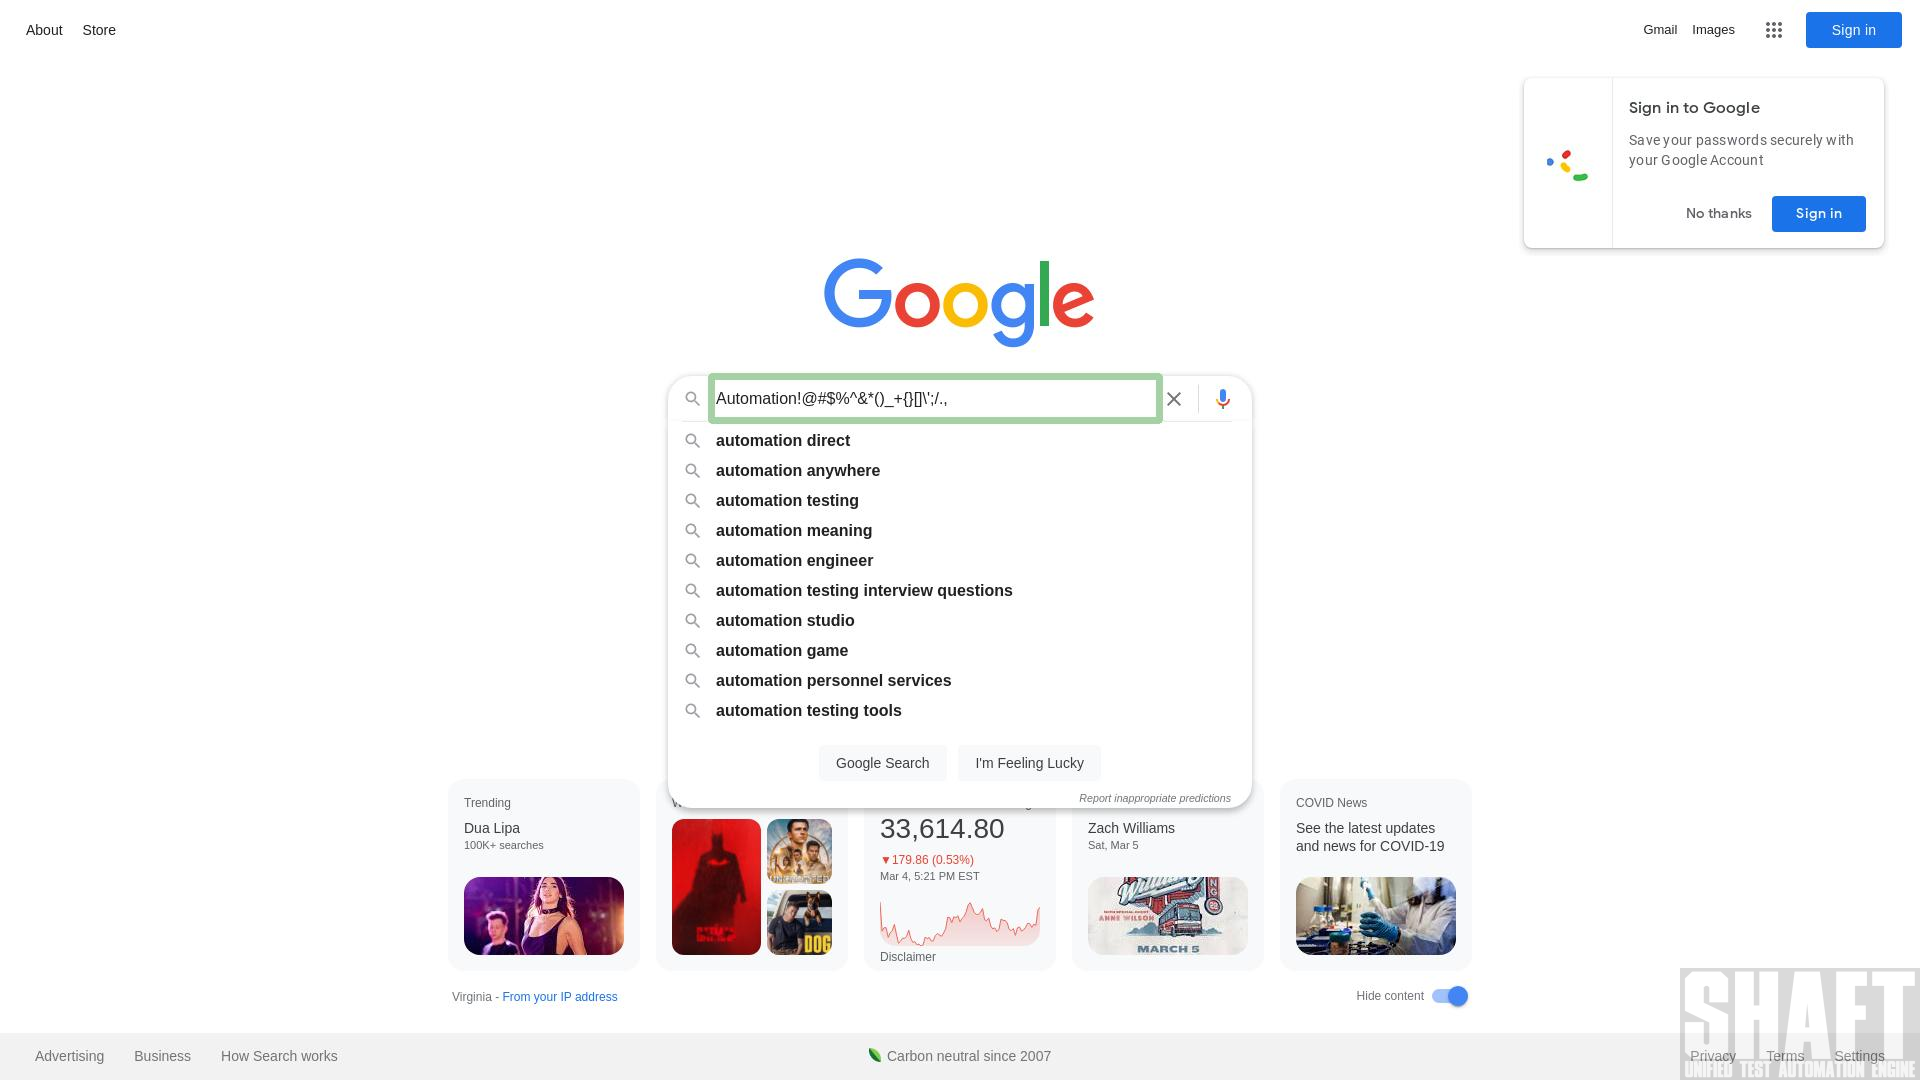 About Store
Gmail Images
Sign in
Sign in to Google
Save your passwords securely with
your Google Account
No thanks Sign in
Google
Automation!@#$%^&*()_+{}[]\';/.,
automation direct
automation anywhere
automation testing
automation meaning
automation engineer
automation testing interview questions
automation studio
automation game
automation personnel services
automation testing tools
Google Search I'm Feeling Lucky
Report inappropriate predictions
Trending
Dua Lipa
100K+ searches
DOG
33,614.80
▼179.86 (0.53%)
Mar 4, 5:21 PM EST
Disclaimer
Zach Williams
Sat, Mar 5
Williams
ANNE WILSON
MARCH 5
COVID News
See the latest updates
and news for COVID-19
Virginia - From your IP address
Hide content
Advertising Business How Search works
Carbon neutral since 2007
Privacy Terms Settings
SHAFT
UNIFIED TEST AUTOMATION ENGINE